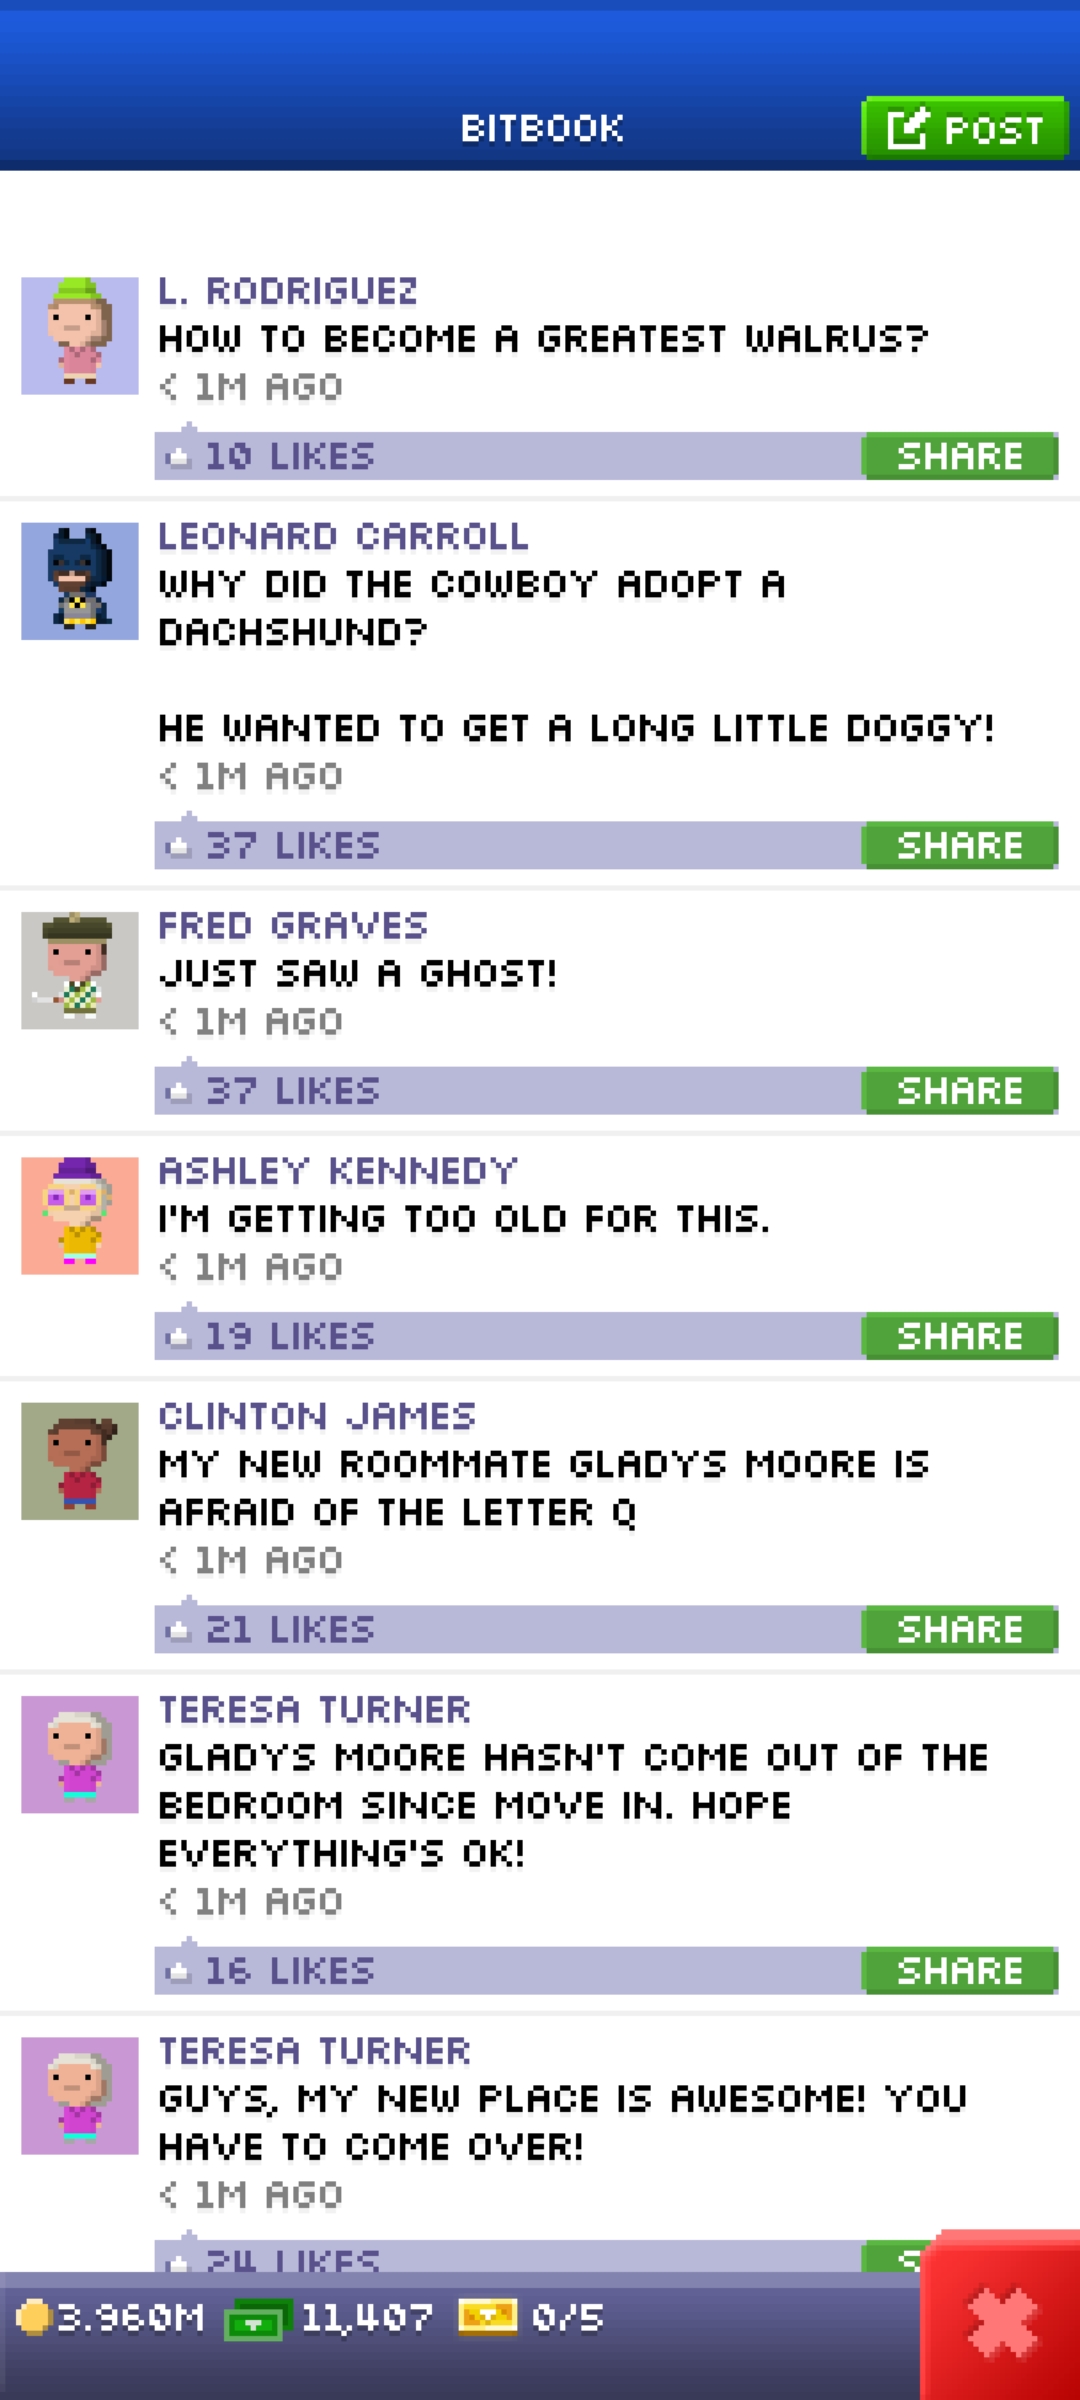 BITBOOK
POST
L. RODRIGUEZ
HOW TO BECOME A GREATEST WALRUS?
< 1M AGO
10 LIKES
SHARE
LEONARD CARROLL
WHY DID THE COWBOY ADOPT A
DACHSHUND?
HE WANTED TO GET A LONG LITTLE DOGGY!
< 1M AGO
37 LIKES
SHARE
FRED GRAVES
JUST SAW A GHOST!
< 1M AGO
37 LIKES
SHARE
ASHLEY KENNEDY
I'M GETTING TOO OLD FOR THIS.
< 1M AGO
19 LIKES
SHARE
CLINTON JAMES
MY NEW ROOMMATE GLADYS MOORE IS
AFRAID OF THE LETTER Q
< 1M AGO
21 LIKES
SHARE
TERESA TURNER
GLADYS MOORE HASN'T COME OUT OF THE
BEDROOM SINCE MOVE IN. HOPE
EVERYTHING'S OK!
< 1M AGO
16 LIKES
SHARE
TERESA TURNER
GUYS, MY NEW PLACE IS AWESOME! YOU
HAVE TO COME OVER!
< 1M AGO
24 LIKES
3.960M
11,407
0/5